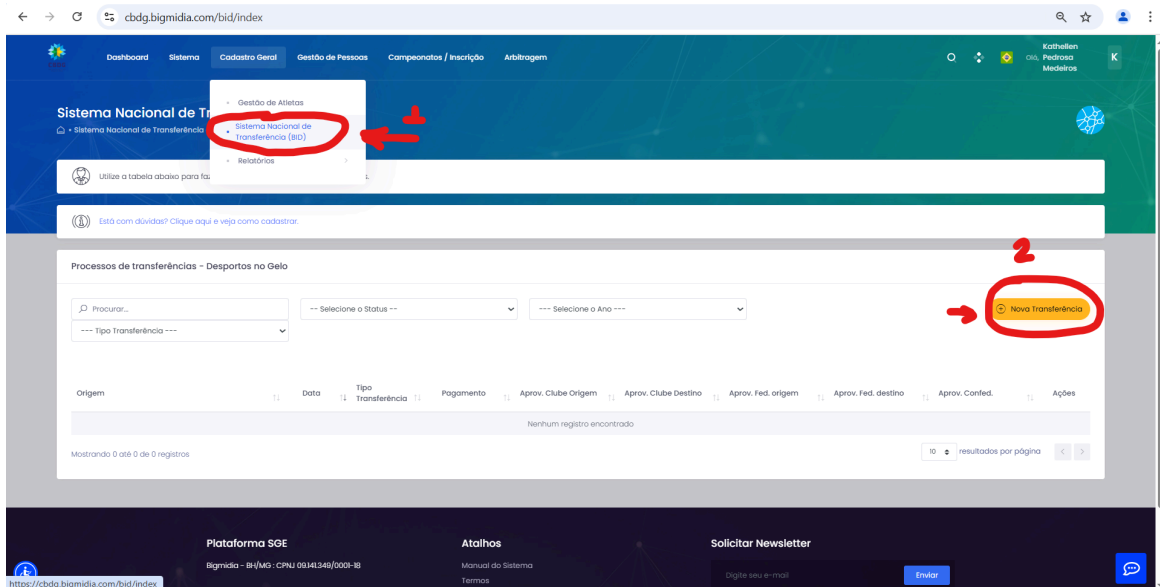 cbdg.bigmidia.com/bid/index
Dashboard
Sistema
Cadastro Geral
Gestão de Pessoas
Campeonatos / Inscrição
Arbitragem
Olá, Kathellen Pedrosa Medeiros
K
Gestão de Atletas
Sistema Nacional de
Transferência (BID)
Relatórios
1
Sistema Nacional de Tr
• Sistema Nacional de Transferência
Utilize a tabela abaixo para faz
s.
Está com dúvidas? Clique aqui e veja como cadastrar.
Processos de transferências - Desportos no Gelo
2
Procurar...
-- Selecione o Status --
--- Selecione o Ano ---
Nova Transferência
--- Tipo Transferência ---
Origem
Data
Tipo
Transferência
Pagamento
Aprov. Clube Origem
Aprov. Clube Destino
Aprov. Fed. origem
Aprov. Fed. destino
Aprov. Confed.
Ações
Nenhum registro encontrado
Mostrando 0 até 0 de 0 registros
10
resultados por página
Plataforma SGE
Atalhos
Solicitar Newsletter
Bigmidia - BH/MG : CPNJ 09.141.349/0001-18
Manual do Sistema
Termos
Digite seu e-mail
Enviar
https://cbdg.bigmidia.com/bid/index